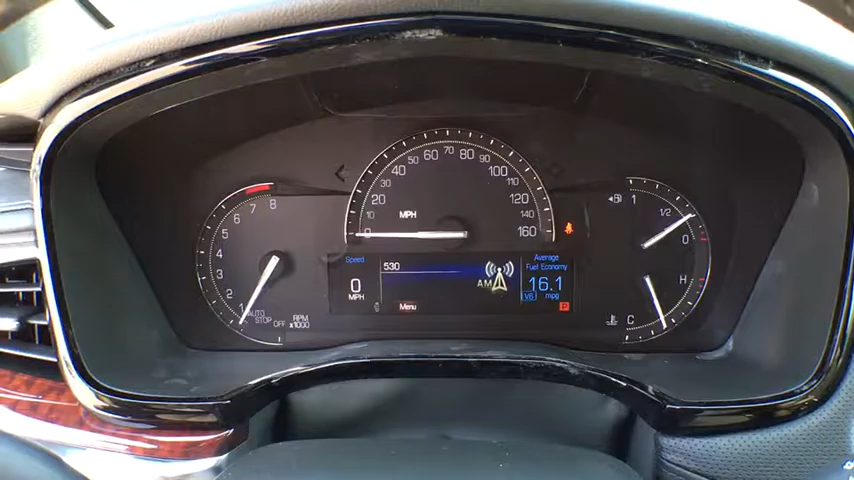 8
7
6
5
4
3
2
AUTO STOP
OFF
RPM
x1000
0
10
20
30
40
50
60
70
80
90
100
110
120
140
160
MPH
Speed
0
MPH
530
AM
Menu
Average
Fuel Economy
16.1
mpg
V6
P
1
1/2
0
H
C